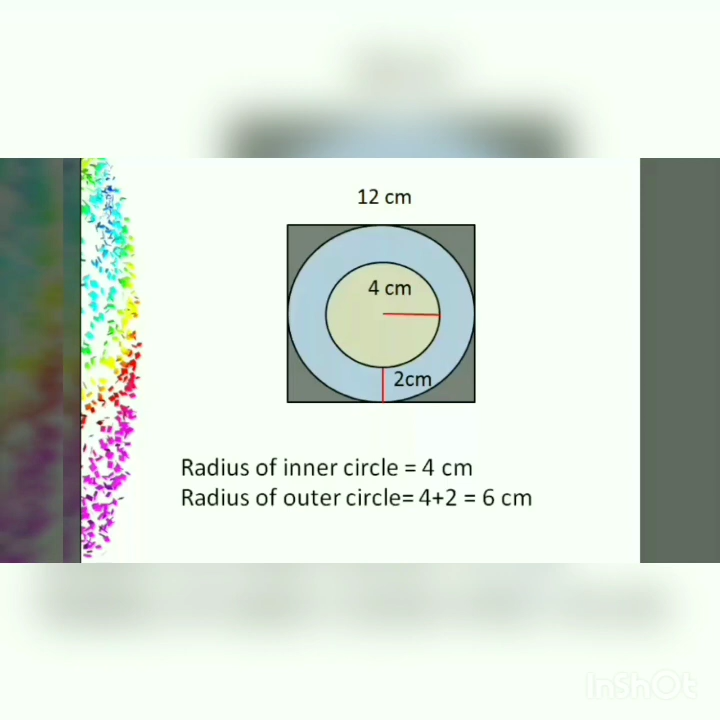 12 cm
4 cm
2cm
Radius of inner circle = 4 cm
Radius of outer circle= 4+2 = 6 cm
InShOt